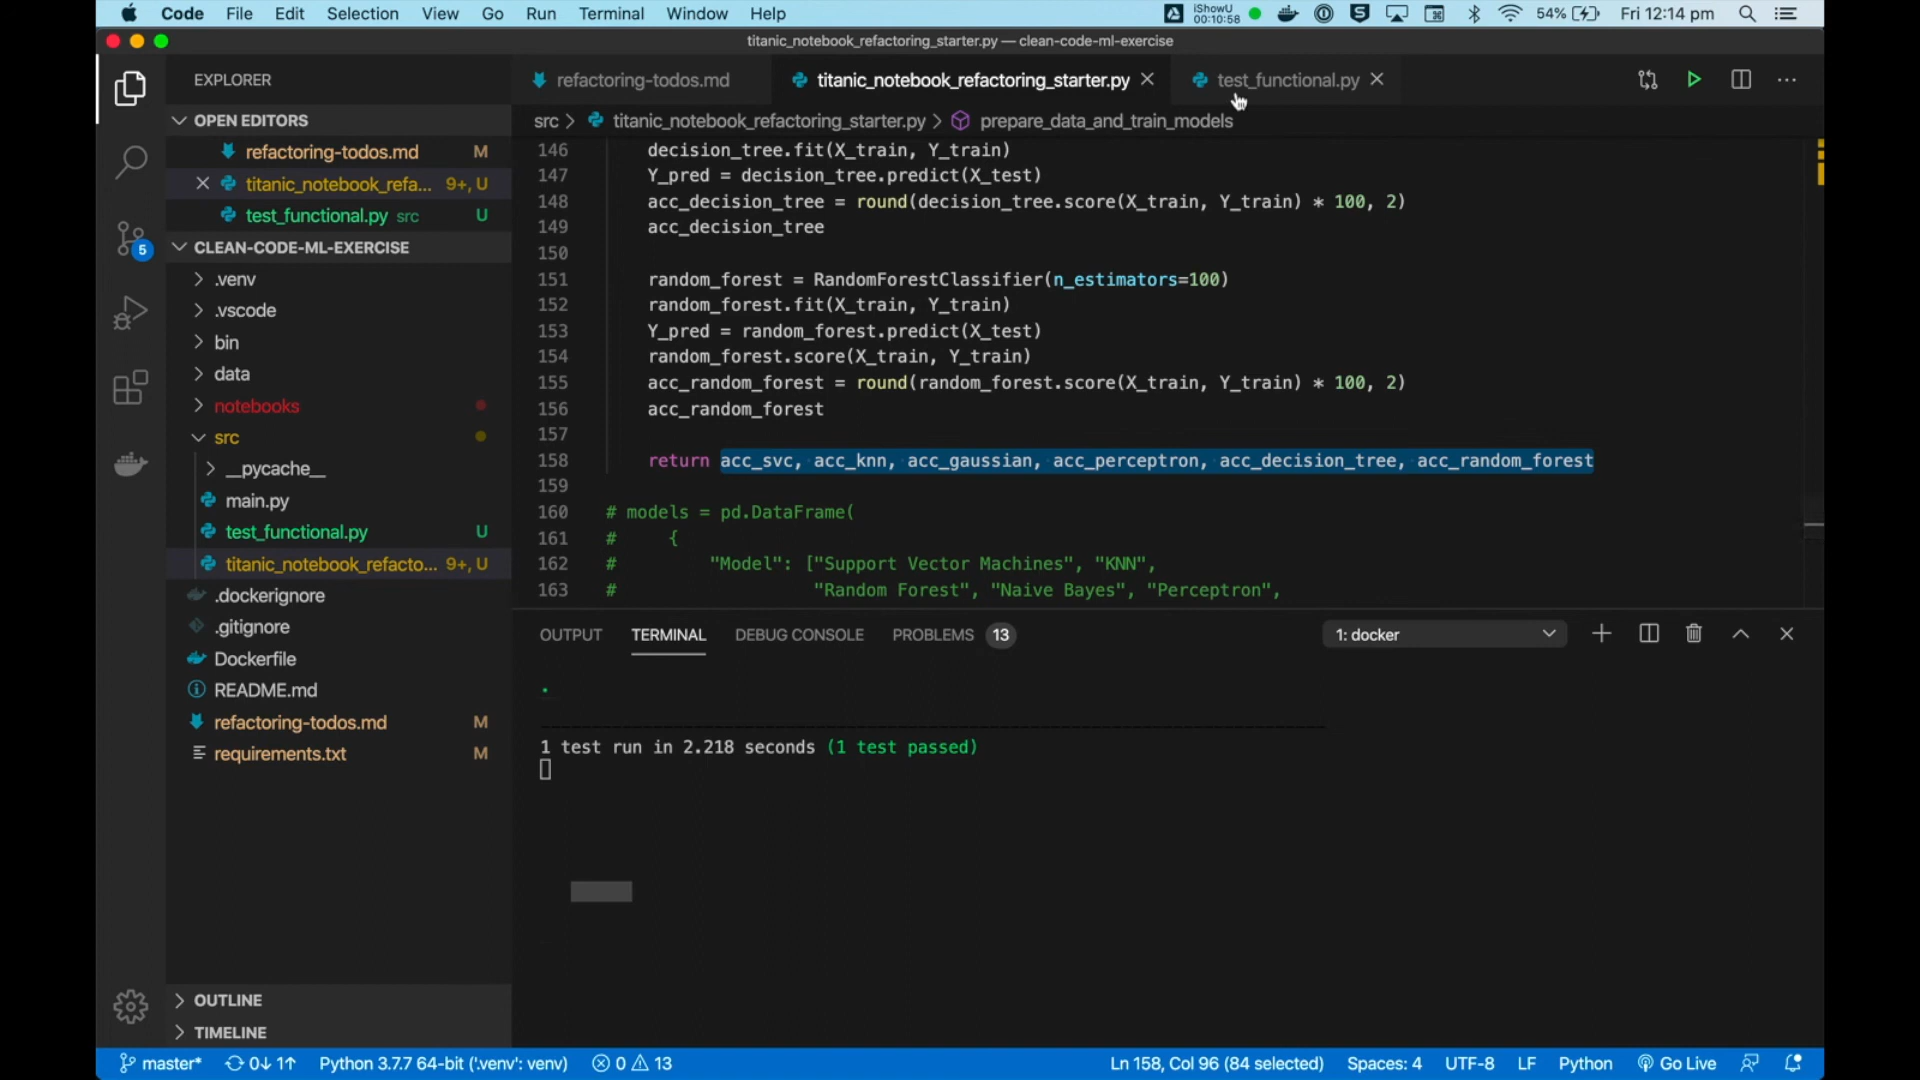 Code File Edit Selection View Go Run Terminal Window Help iShowU 00:10:58 54% Fri 12:14 pm
titanic_notebook_refactoring_starter.py — clean-code-ml-exercise
EXPLORER
OPEN EDITORS
refactoring-todos.md M
titanic_notebook_refa... 9+, U
test_functional.py src U
CLEAN-CODE-ML-EXERCISE
.venv
.vscode
bin
data
notebooks
src
__pycache__
main.py
test_functional.py U
titanic_notebook_refacto... 9+, U
.dockerignore
.gitignore
Dockerfile
README.md
refactoring-todos.md M
requirements.txt M
OUTLINE
TIMELINE
5
refactoring-todos.md titanic_notebook_refactoring_starter.py test_functional.py
src > titanic_notebook_refactoring_starter.py > prepare_data_and_train_models
146 decision_tree.fit(X_train, Y_train)
147 Y_pred = decision_tree.predict(X_test)
148 acc_decision_tree = round(decision_tree.score(X_train, Y_train) * 100, 2)
149 acc_decision_tree
150
151 random_forest = RandomForestClassifier(n_estimators=100)
152 random_forest.fit(X_train, Y_train)
153 Y_pred = random_forest.predict(X_test)
154 random_forest.score(X_train, Y_train)
155 acc_random_forest = round(random_forest.score(X_train, Y_train) * 100, 2)
156 acc_random_forest
157
158 return acc_svc, acc_knn, acc_gaussian, acc_perceptron, acc_decision_tree, acc_random_forest
159
160 # models = pd.DataFrame(
161 # {
162 # "Model": ["Support Vector Machines", "KNN",
163 # "Random Forest", "Naive Bayes", "Perceptron",
OUTPUT TERMINAL DEBUG CONSOLE PROBLEMS 13 1: docker
.
----------------------------------------------------------------------
1 test run in 2.218 seconds (1 test passed)
master* 0↓ 1↑ Python 3.7.7 64-bit ('.venv': venv) 0 13 Ln 158, Col 96 (84 selected) Spaces: 4 UTF-8 LF Python Go Live